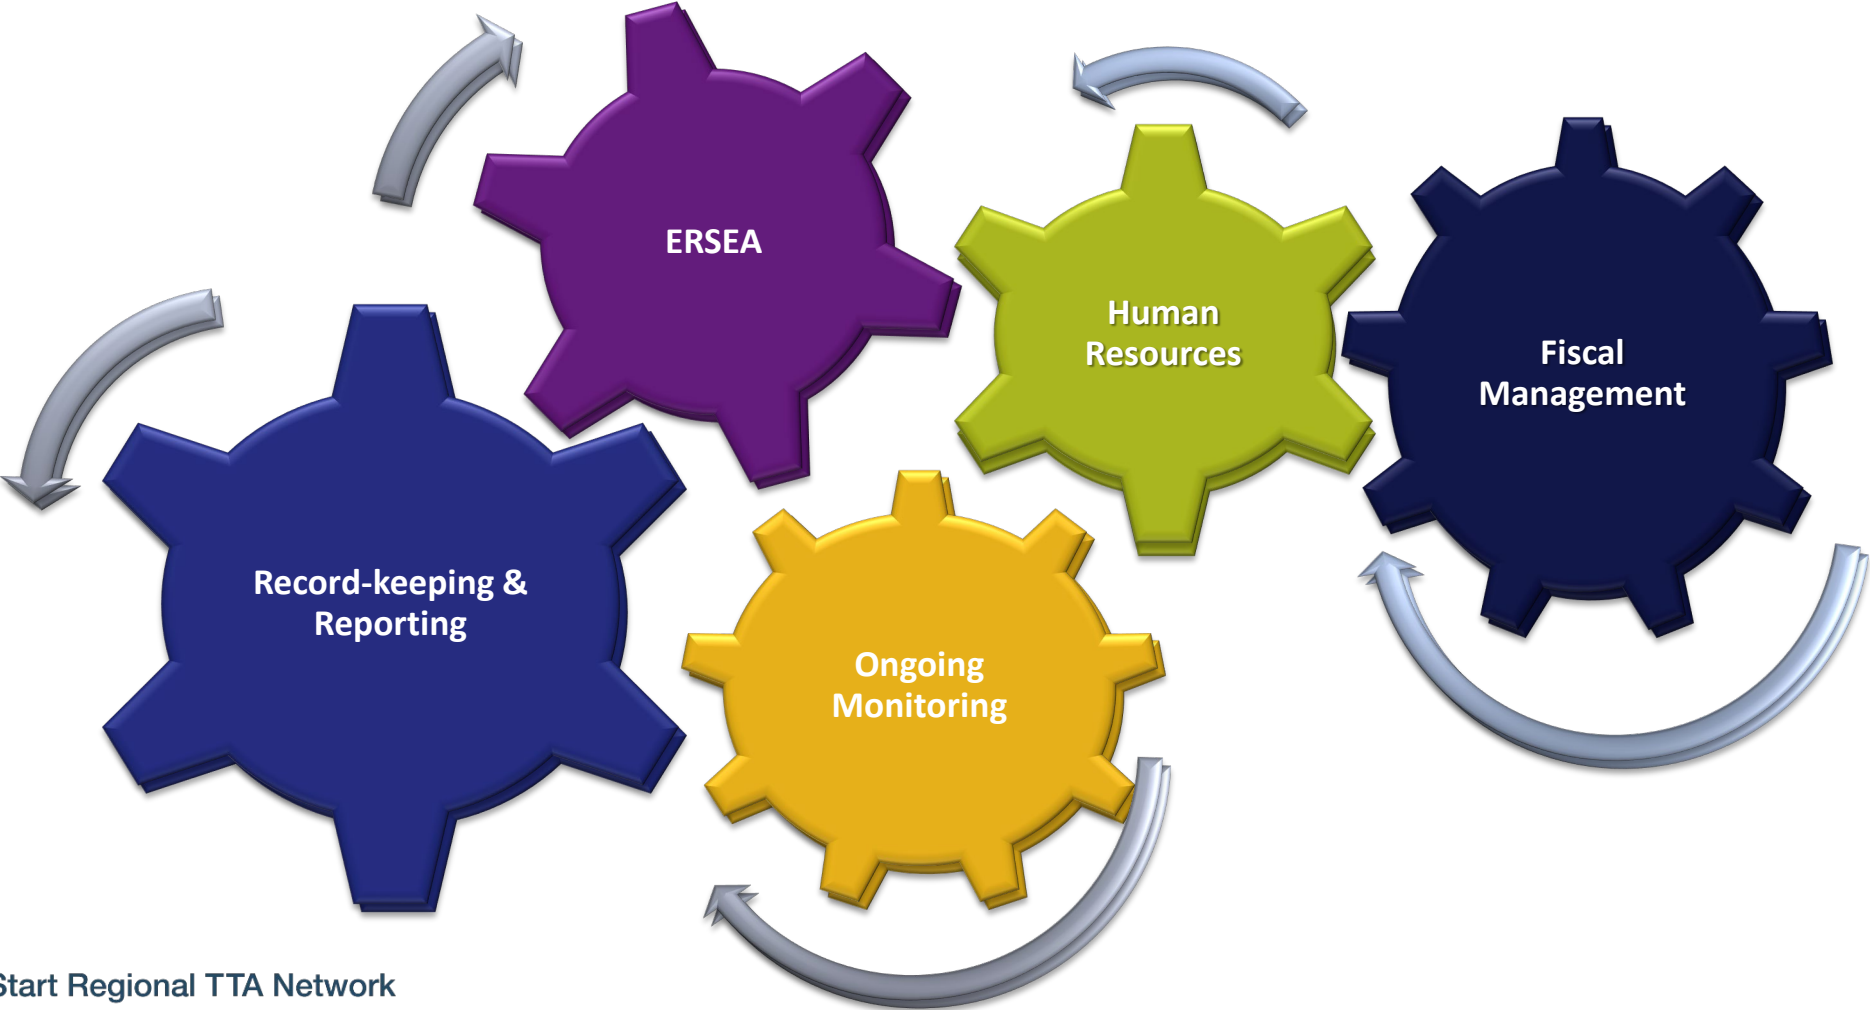 ERSEA
Human
Resources
Fiscal
Management
Record-keeping &
Reporting
Ongoing
Monitoring
Start Regional TTA Network